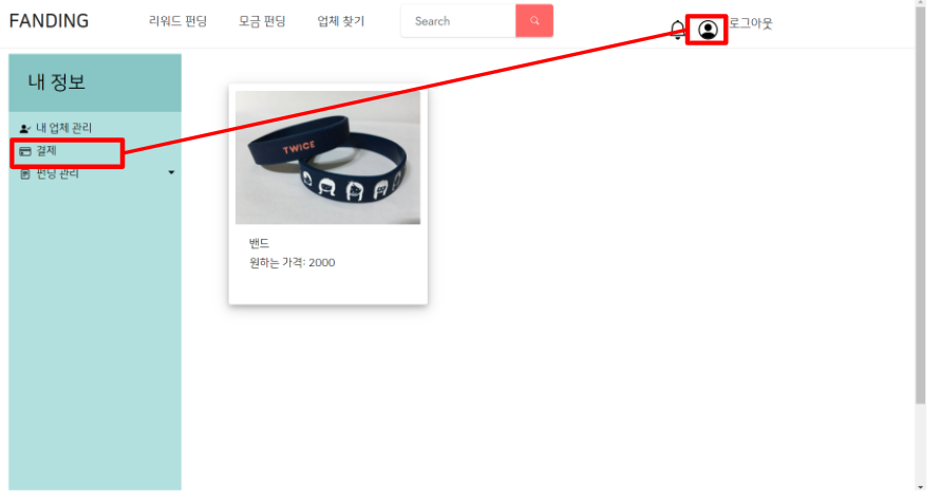 FANDING 리워드 펀딩 모금 펀딩 업체 찾기 Search 로그아웃
내 정보
내 업체 관리
결제
펀딩 관리
TWICE
밴드
원하는 가격: 2000